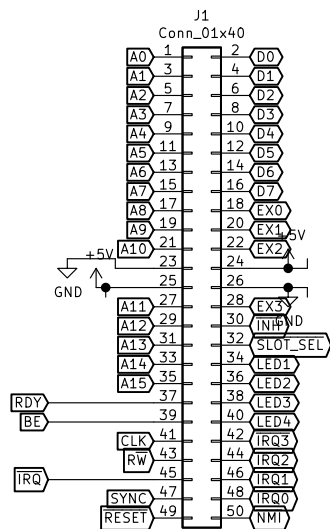 J1
Conn_01x40
A0 1 2 D0
A1 3 4 D1
A2 5 6 D2
A3 7 8 D3
A4 9 10 D4
A5 11 12 D5
A6 13 14 D6
A7 15 16 D7
A8 17 18 EX0
A9 19 20 EX1
+5V
A10 21 22 EX2
+5V
23 24
GND
25 26
A11 27 28 EX3
GND
A12 29 30 INH
A13 31 32 SLOT_SEL
A14 33 34 LED1
A15 35 36 LED2
RDY 37 38 LED3
BE 39 40 LED4
CLK 41 42 IRQ3
RW 43 44 IRQ2
IRQ 45 46 IRQ1
SYNC 47 48 IRQ0
RESET 49 50 NMI